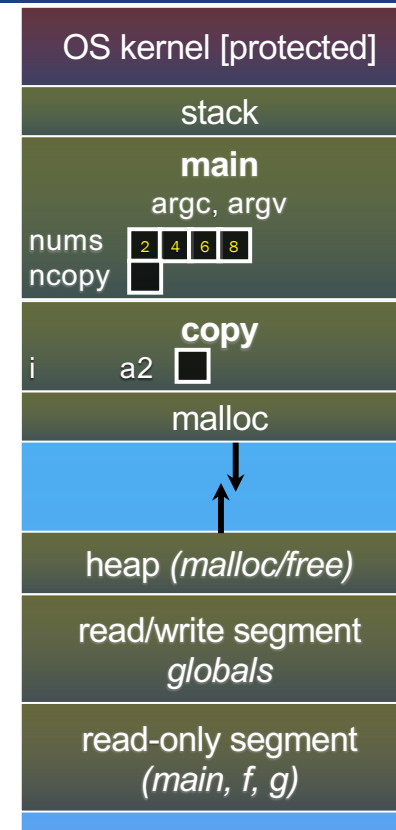 OS kernel [protected]
stack
main
argc, argv
nums 2 4 6 8
ncopy
copy
i a2
malloc
heap (malloc/free)
read/write segment
globals
read-only segment
(main, f, g)